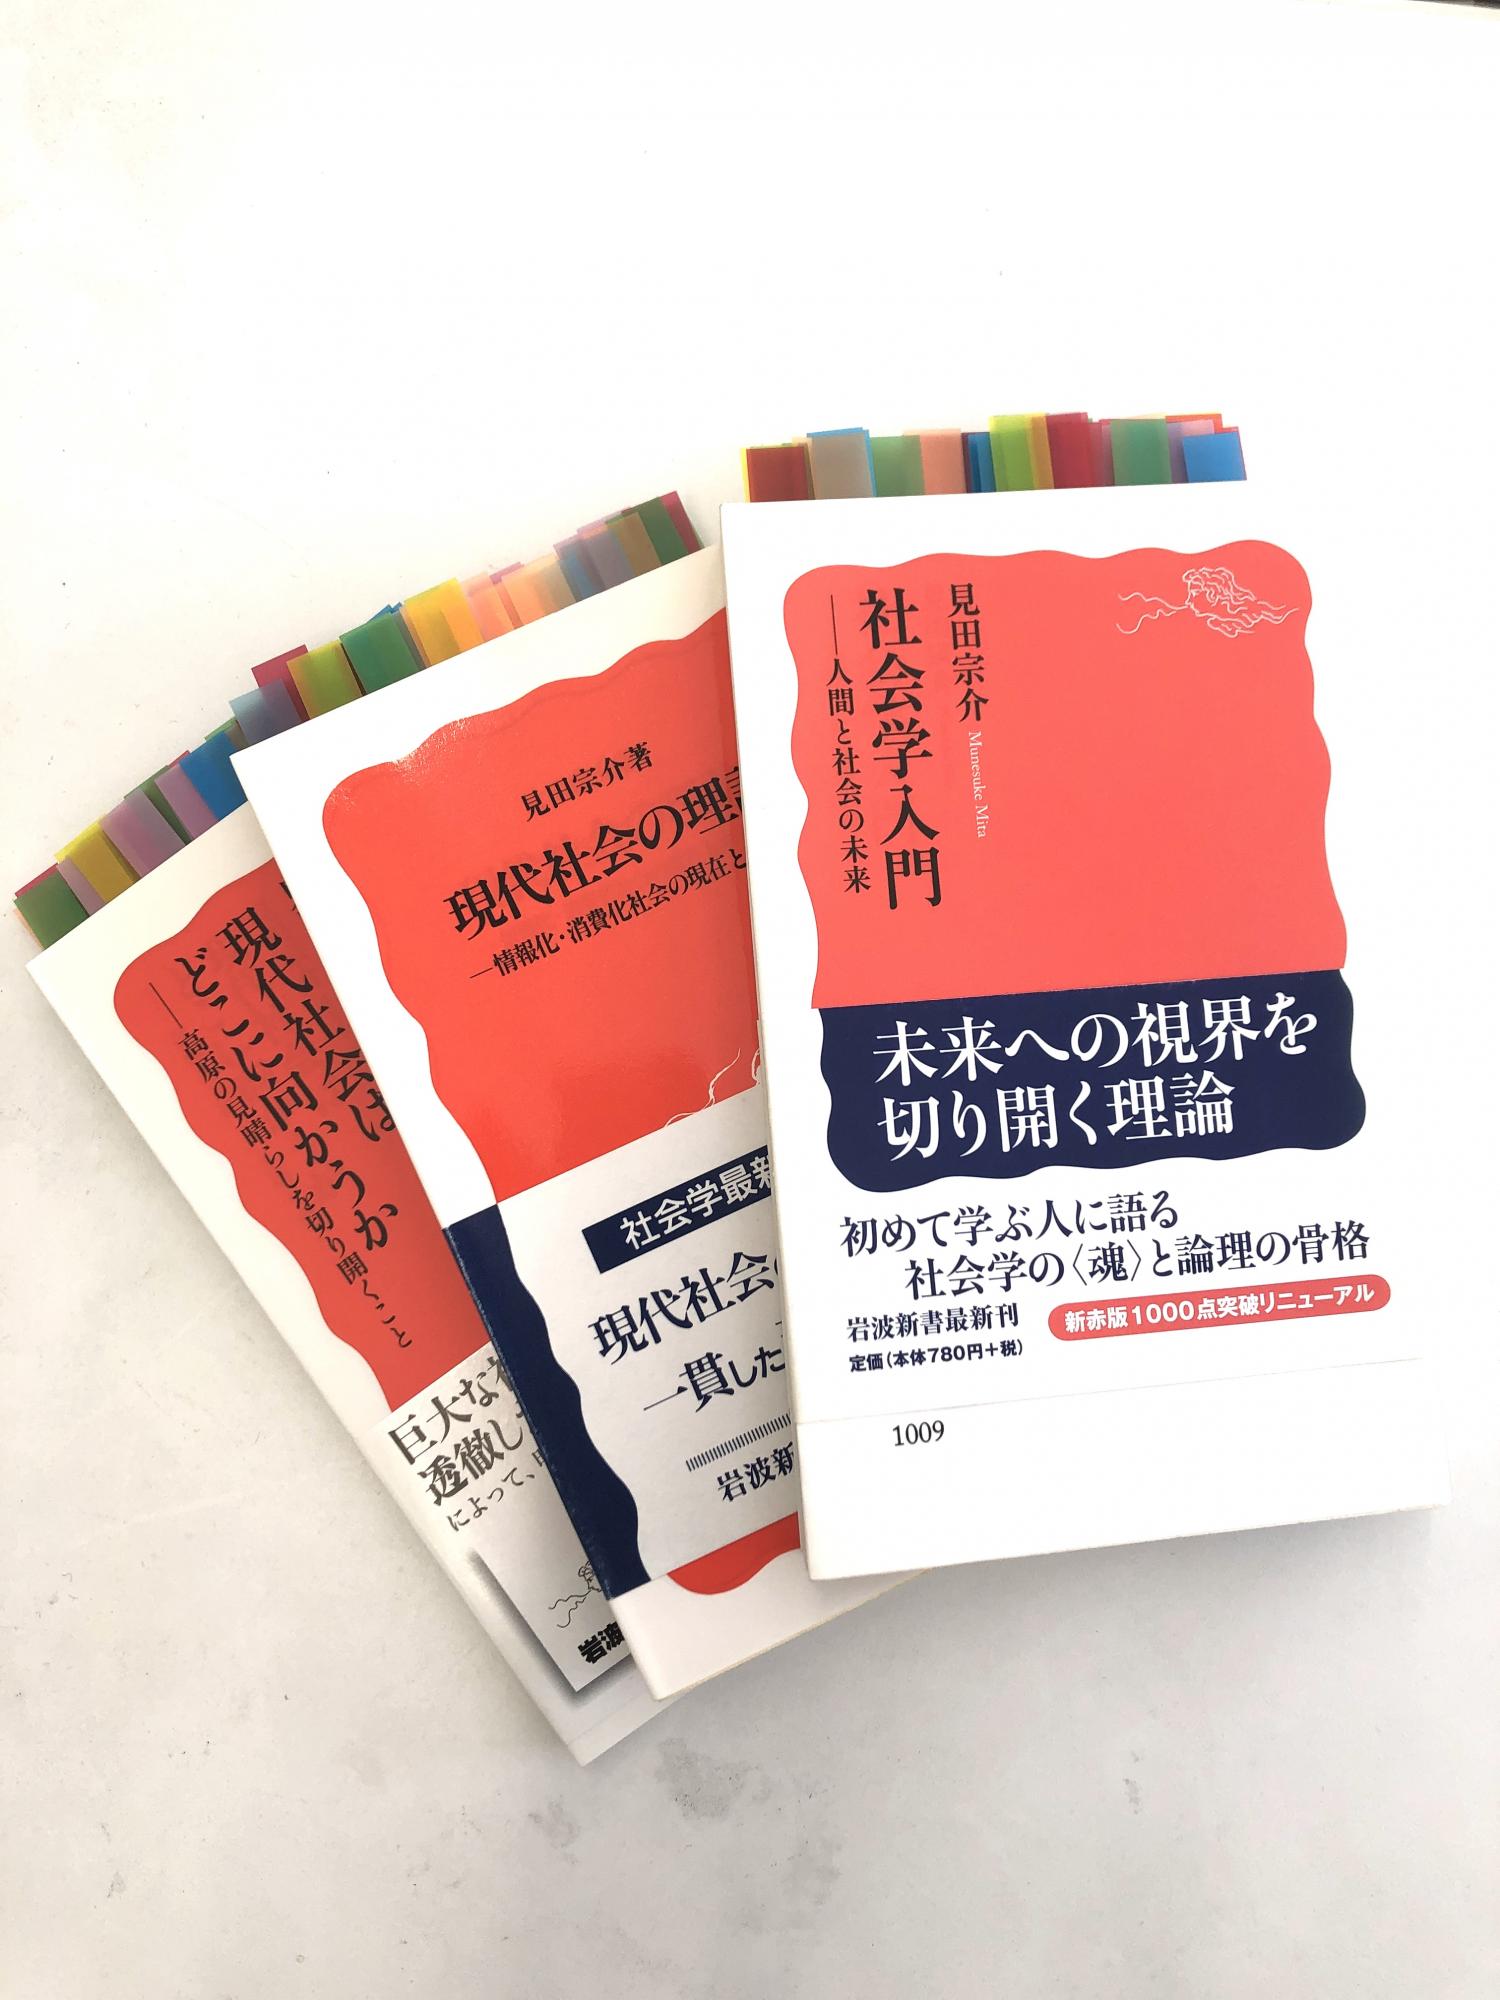 見田宗介
Munesuke Mita
社会学入門
――人間と社会の未来
未来への視界を
切り開く理論
初めて学ぶ人に語る
社会学の〈魂〉と論理の骨格
岩波新書最新刊
新赤版1000点突破リニューアル
定価(本体780円+税)
1009
見田宗介著
現代社会の理
―情報化・消費化社会の現在と
社会学最新
現代社会
一貫した
岩波新
現代社会は
どこに向かうか
――高原の見晴らしを切り開くこと
巨大な
透徹し
によって、
岩波